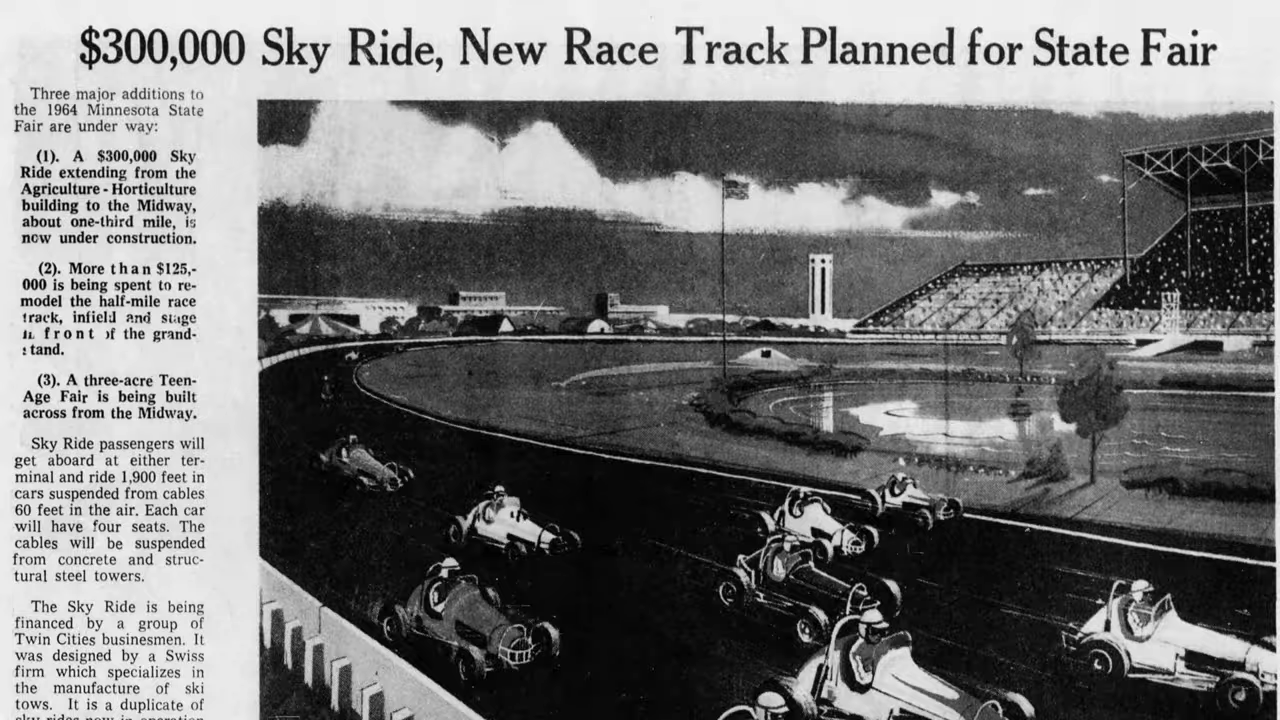 $300,000 Sky Ride, New Race Track Planned for State Fair
Three major additions to
the 1964 Minnesota State
Fair are under way:
(1). A $300,000 Sky
Ride extending from the
Agriculture - Horticulture
building to the Midway,
about one-third mile, is
now under construction.
(2). More than $125,-
000 is being spent to re-
model the half-mile race
track, infield and stage
in front of the grand-
stand.
(3). A three-acre Teen-
Age Fair is being built
across from the Midway.
Sky Ride passengers will
get aboard at either ter-
minal and ride 1,900 feet in
cars suspended from cables
60 feet in the air. Each car
will have four seats. The
cables will be suspended
from concrete and struc-
tural steel towers.
The Sky Ride is being
financed by a group of
Twin Cities businesmen. It
was designed by a Swiss
firm which specializes in
the manufacture of ski
tows. It is a duplicate of
sky rides now in operation